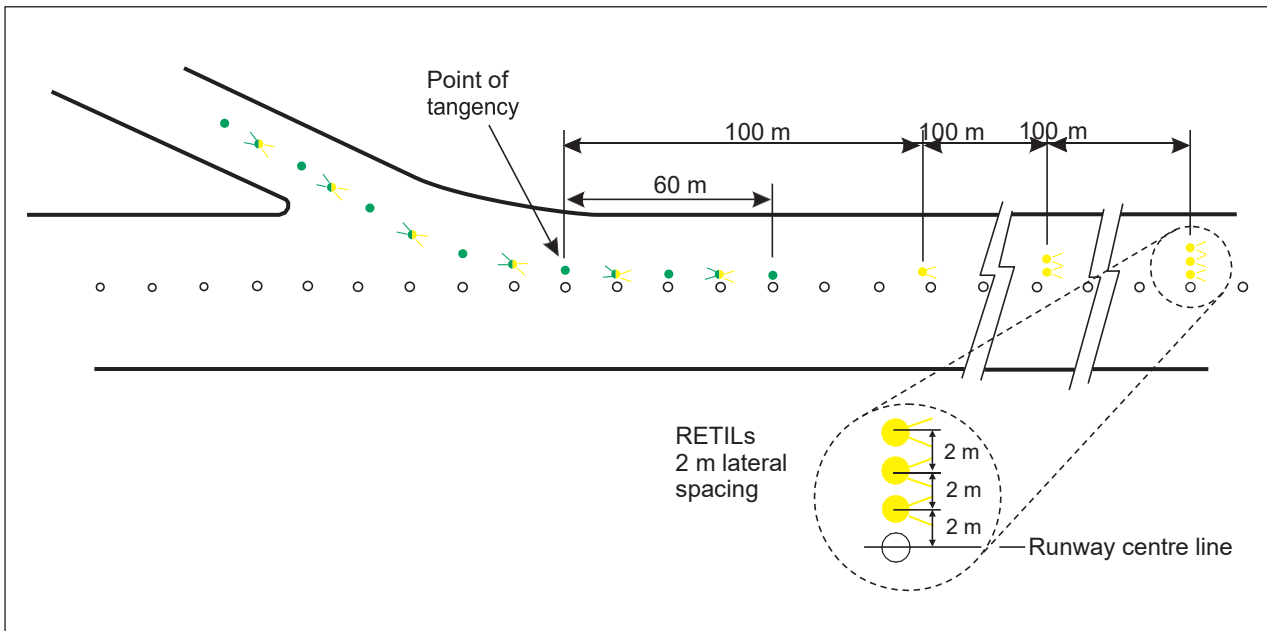 Point of
tangency
100 m
100 m
100 m
60 m
RETILs
2 m lateral
spacing
2 m
2 m
2 m
Runway centre line